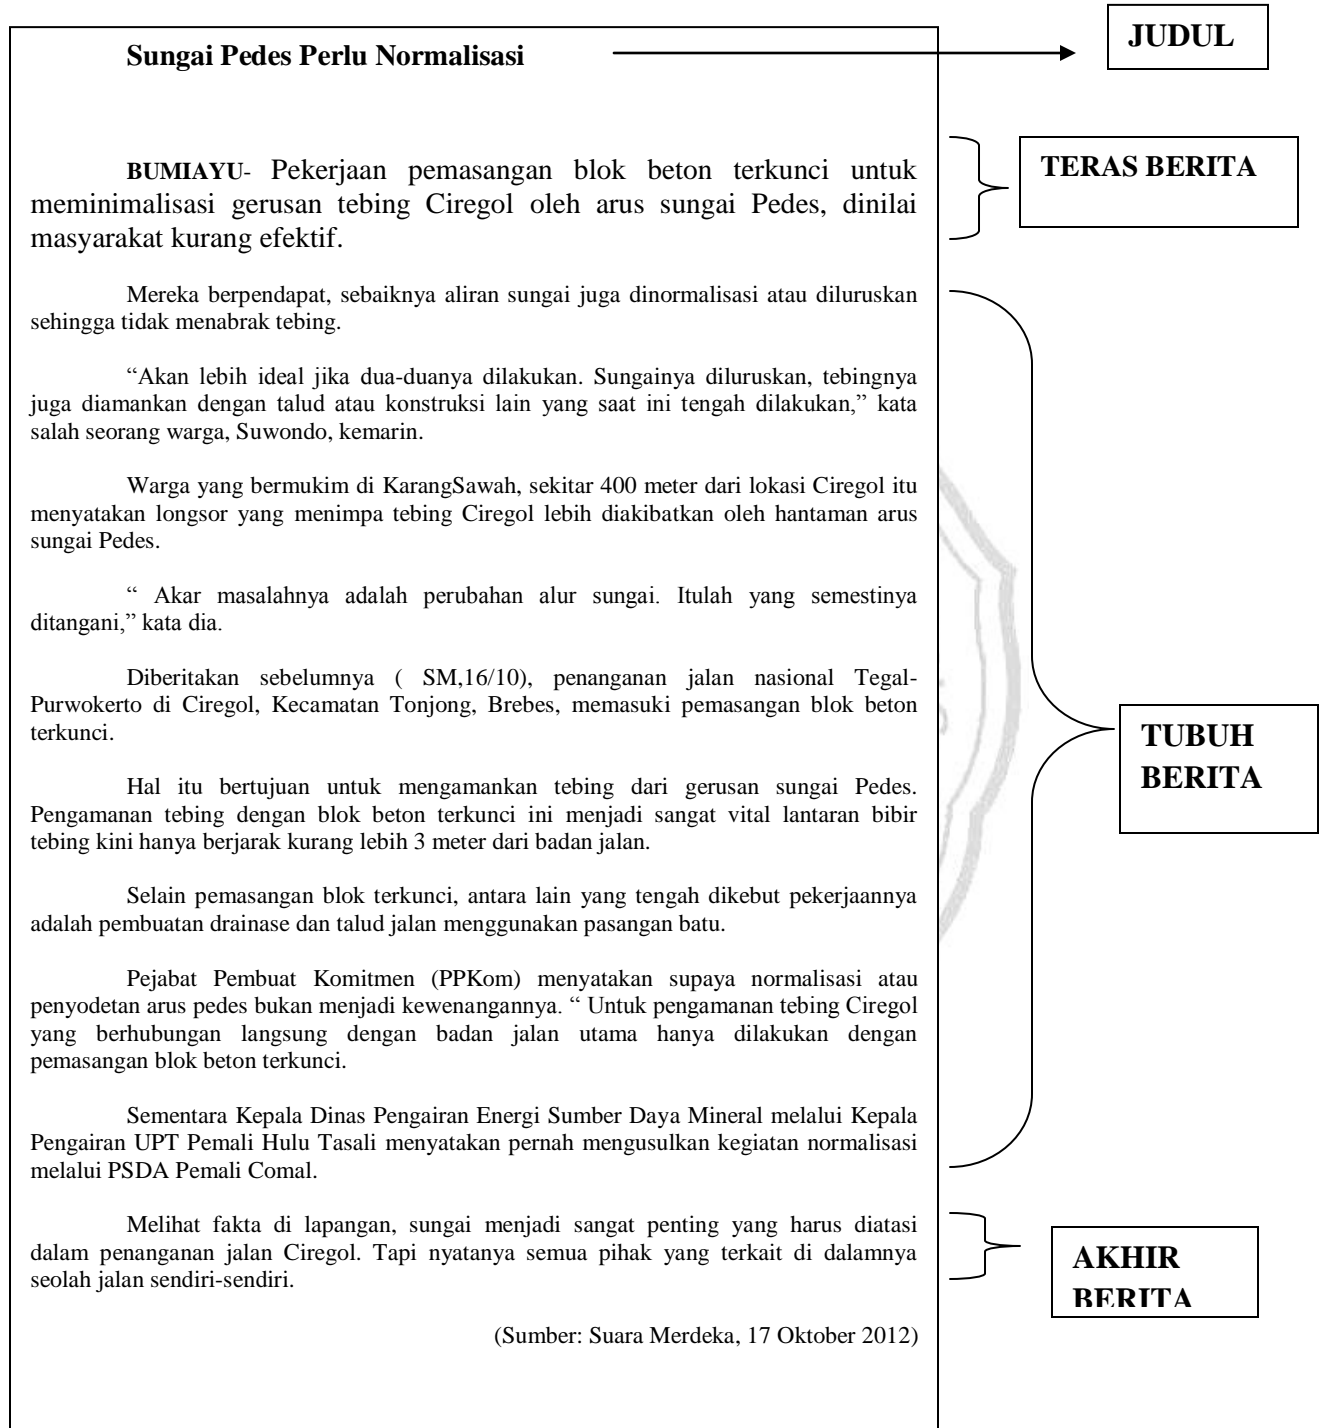 JUDUL
Sungai Pedes Perlu Normalisasi
TERAS BERITA
BUMIAYU- Pekerjaan pemasangan blok beton terkunci untuk
meminimalisasi gerusan tebing Ciregol oleh arus sungai Pedes, dinilai
masyarakat kurang efektif.
Mereka berpendapat, sebaiknya aliran sungai juga dinormalisasi atau diluruskan
sehingga tidak menabrak tebing.
“Akan lebih ideal jika dua-duanya dilakukan. Sungainya diluruskan, tebingnya
juga diamankan dengan talud atau konstruksi lain yang saat ini tengah dilakukan,” kata
salah seorang warga, Suwondo, kemarin.
Warga yang bermukim di KarangSawah, sekitar 400 meter dari lokasi Ciregol itu
menyatakan longsor yang menimpa tebing Ciregol lebih diakibatkan oleh hantaman arus
sungai Pedes.
“ Akar masalahnya adalah perubahan alur sungai. Itulah yang semestinya
ditangani,” kata dia.
Diberitakan sebelumnya ( SM,16/10), penanganan jalan nasional Tegal-
Purwokerto di Ciregol, Kecamatan Tonjong, Brebes, memasuki pemasangan blok beton
terkunci.
TUBUH
BERITA
Hal itu bertujuan untuk mengamankan tebing dari gerusan sungai Pedes.
Pengamanan tebing dengan blok beton terkunci ini menjadi sangat vital lantaran bibir
tebing kini hanya berjarak kurang lebih 3 meter dari badan jalan.
Selain pemasangan blok terkunci, antara lain yang tengah dikebut pekerjaannya
adalah pembuatan drainase dan talud jalan menggunakan pasangan batu.
Pejabat Pembuat Komitmen (PPKom) menyatakan supaya normalisasi atau
penyodetan arus pedes bukan menjadi kewenangannya. “ Untuk pengamanan tebing Ciregol
yang berhubungan langsung dengan badan jalan utama hanya dilakukan dengan
pemasangan blok beton terkunci.
Sementara Kepala Dinas Pengairan Energi Sumber Daya Mineral melalui Kepala
Pengairan UPT Pemali Hulu Tasali menyatakan pernah mengusulkan kegiatan normalisasi
melalui PSDA Pemali Comal.
Melihat fakta di lapangan, sungai menjadi sangat penting yang harus diatasi
dalam penanganan jalan Ciregol. Tapi nyatanya semua pihak yang terkait di dalamnya
seolah jalan sendiri-sendiri.
AKHIR
BERITA
(Sumber: Suara Merdeka, 17 Oktober 2012)